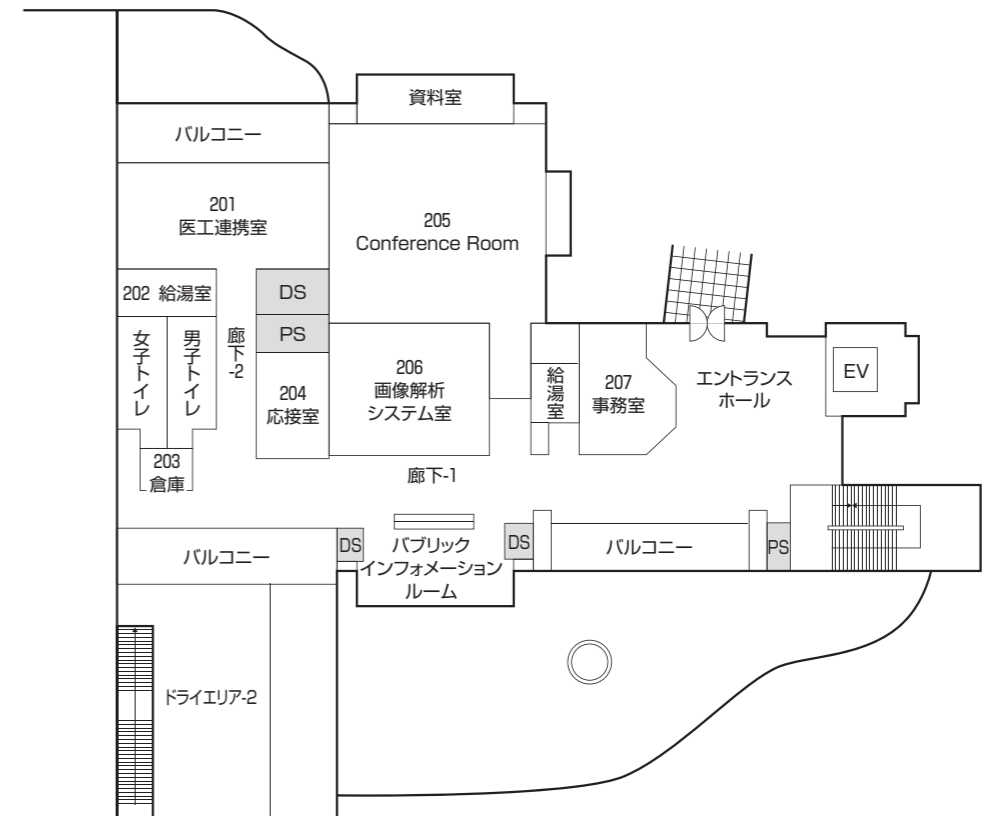 資料室
バルコニー
201
医工連携室
205
Conference Room
202 給湯室
DS
PS
女子トイレ
男子トイレ
廊下
-2
204
応接室
206
画像解析
システム室
給湯室
207
事務室
エントランス
ホール
EV
203
倉庫
廊下-1
バルコニー
DS
パブリック
インフォメーション
ルーム
DS
バルコニー
PS
ドライエリア-2